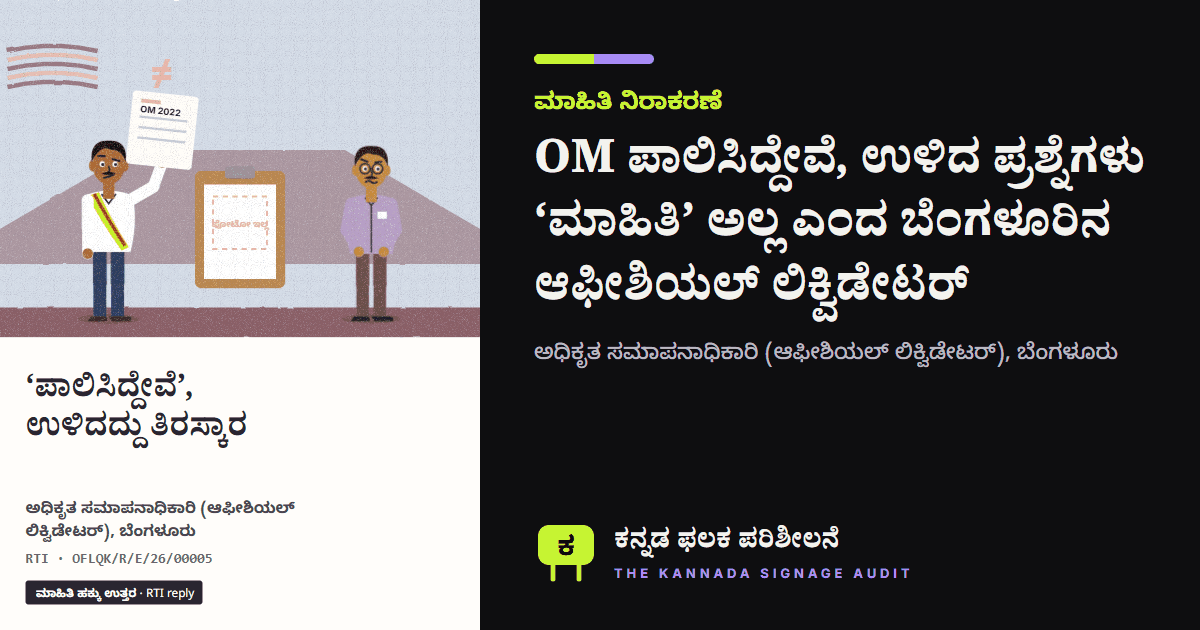 ≠
OM 2022
ಫೋಟೋ ಇಲ್ಲ
‘ಪಾಲಿಸಿದ್ದೇವೆ’,
ಉಳಿದದ್ದು ತಿರಸ್ಕಾರ
ಅಧಿಕೃತ ಸಮಾಪನಾಧಿಕಾರಿ (ಆಫೀಶಿಯಲ್
ಲಿಕ್ವಿಡೇಟರ್), ಬೆಂಗಳೂರು
RTI · OFLQK/R/E/26/00005
ಮಾಹಿತಿ ಹಕ್ಕು ಉತ್ತರ · RTI reply
ಮಾಹಿತಿ ನಿರಾಕರಣೆ
OM ಪಾಲಿಸಿದ್ದೇವೆ, ಉಳಿದ ಪ್ರಶ್ನೆಗಳು
‘ಮಾಹಿತಿ’ ಅಲ್ಲ ಎಂದ ಬೆಂಗಳೂರಿನ
ಆಫೀಶಿಯಲ್ ಲಿಕ್ವಿಡೇಟರ್
ಅಧಿಕೃತ ಸಮಾಪನಾಧಿಕಾರಿ (ಆಫೀಶಿಯಲ್ ಲಿಕ್ವಿಡೇಟರ್), ಬೆಂಗಳೂರು
ಕ
ಕನ್ನಡ ಫಲಕ ಪರಿಶೀಲನೆ
THE KANNADA SIGNAGE AUDIT